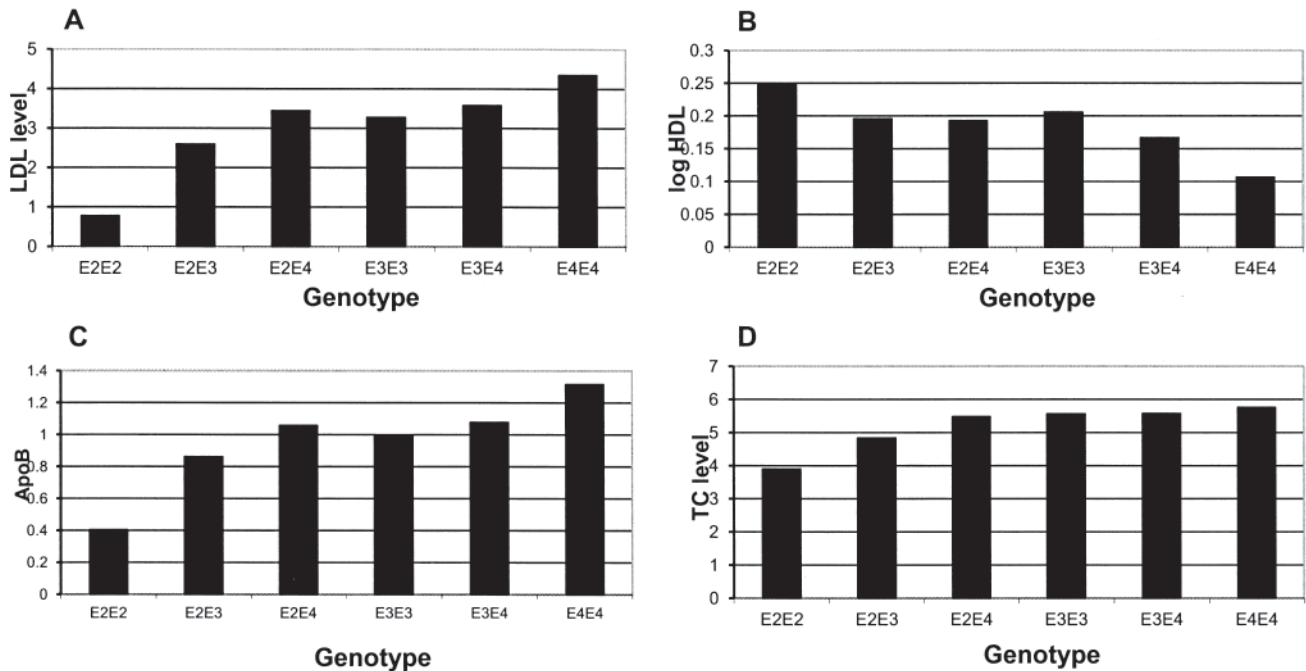 A
LDL level
5
4
3
2
1
0
E2E2 E2E3 E2E4 E3E3 E3E4 E4E4
Genotype
B
log HDL
0.3
0.25
0.2
0.15
0.1
0.05
0
E2E2 E2E3 E2E4 E3E3 E3E4 E4E4
Genotype
C
ApoB
1.4
1.2
1
0.8
0.6
0.4
0.2
0
E2E2 E2E3 E2E4 E3E3 E3E4 E4E4
Genotype
D
TC level
7
6
5
4
3
2
1
0
E2E2 E2E3 E2E4 E3E3 E3E4 E4E4
Genotype